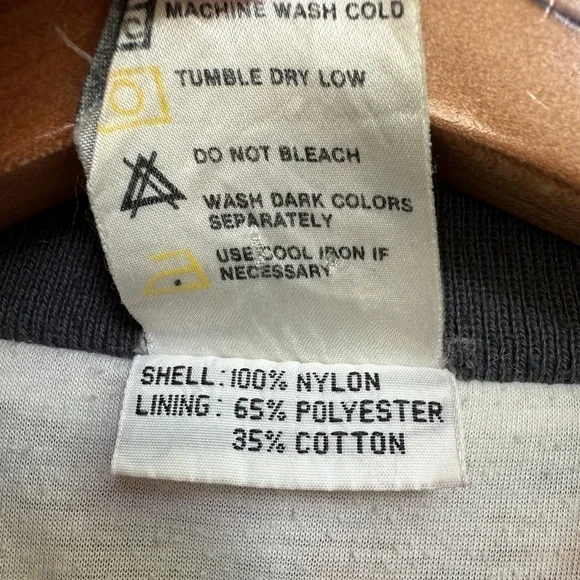 MACHINE WASH COLD
TUMBLE DRY LOW
DO NOT BLEACH
WASH DARK COLORS
SEPARATELY
USE COOL IRON IF
NECESSARY
SHELL: 100% NYLON
LINING: 65% POLYESTER
35% COTTON